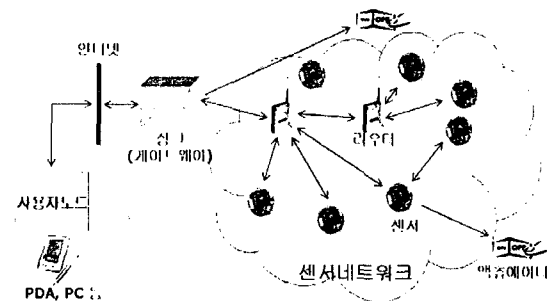 인터넷
싱크
(게이트웨이)
라우터
사용자노드
센서
센서네트워크
액츄에이터
PDA, PC 등